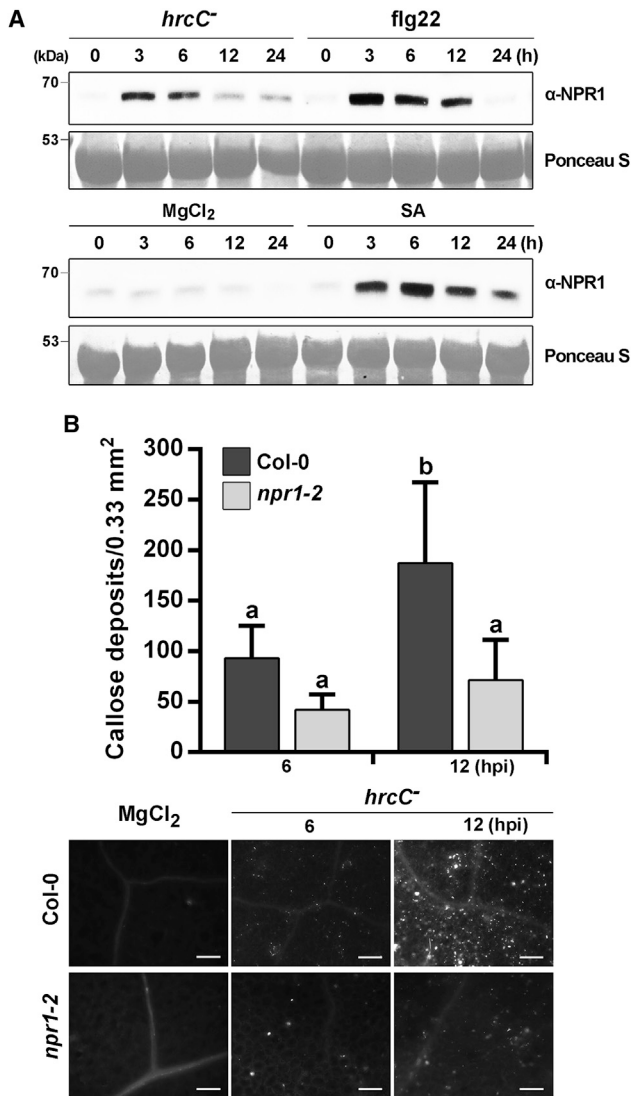 A
hrcC⁻ flg22
(kDa) 0 3 6 12 24 0 3 6 12 24 (h)
70 α-NPR1
53 Ponceau S
MgCl₂ SA
0 3 6 12 24 0 3 6 12 24 (h)
70 α-NPR1
53 Ponceau S
B
Callose deposits/0.33 mm²
300
250
200
150
100
50
0
Col-0
npr1-2
a
a
b
a
6 12 (hpi)
MgCl₂ hrcC⁻
6 12 (hpi)
Col-0
npr1-2